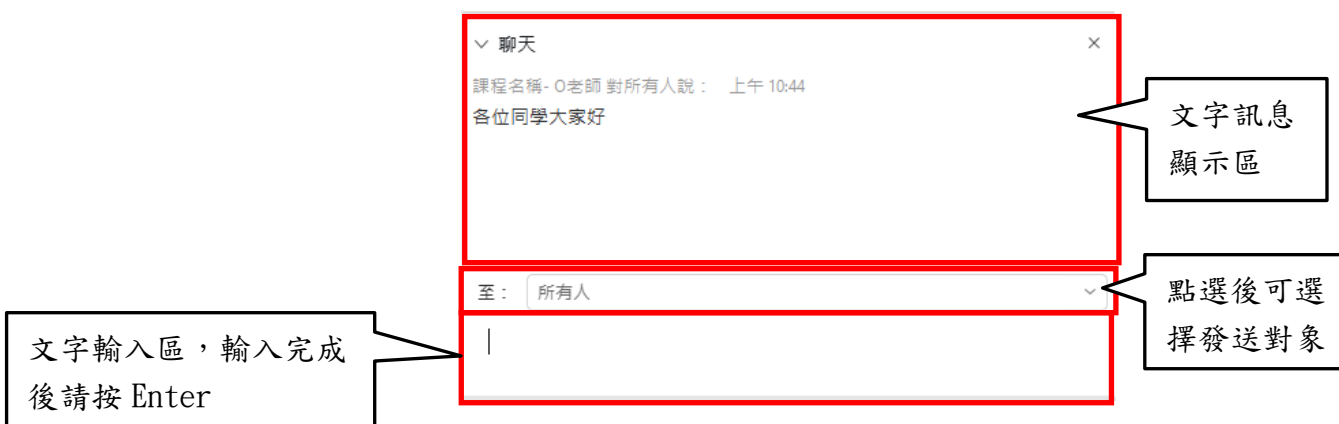 聊天
課程名稱- O老師 對所有人說： 上午 10:44
各位同學大家好
文字訊息
顯示區
至： 所有人
點選後可選
擇發送對象
文字輸入區，輸入完成
後請按 Enter